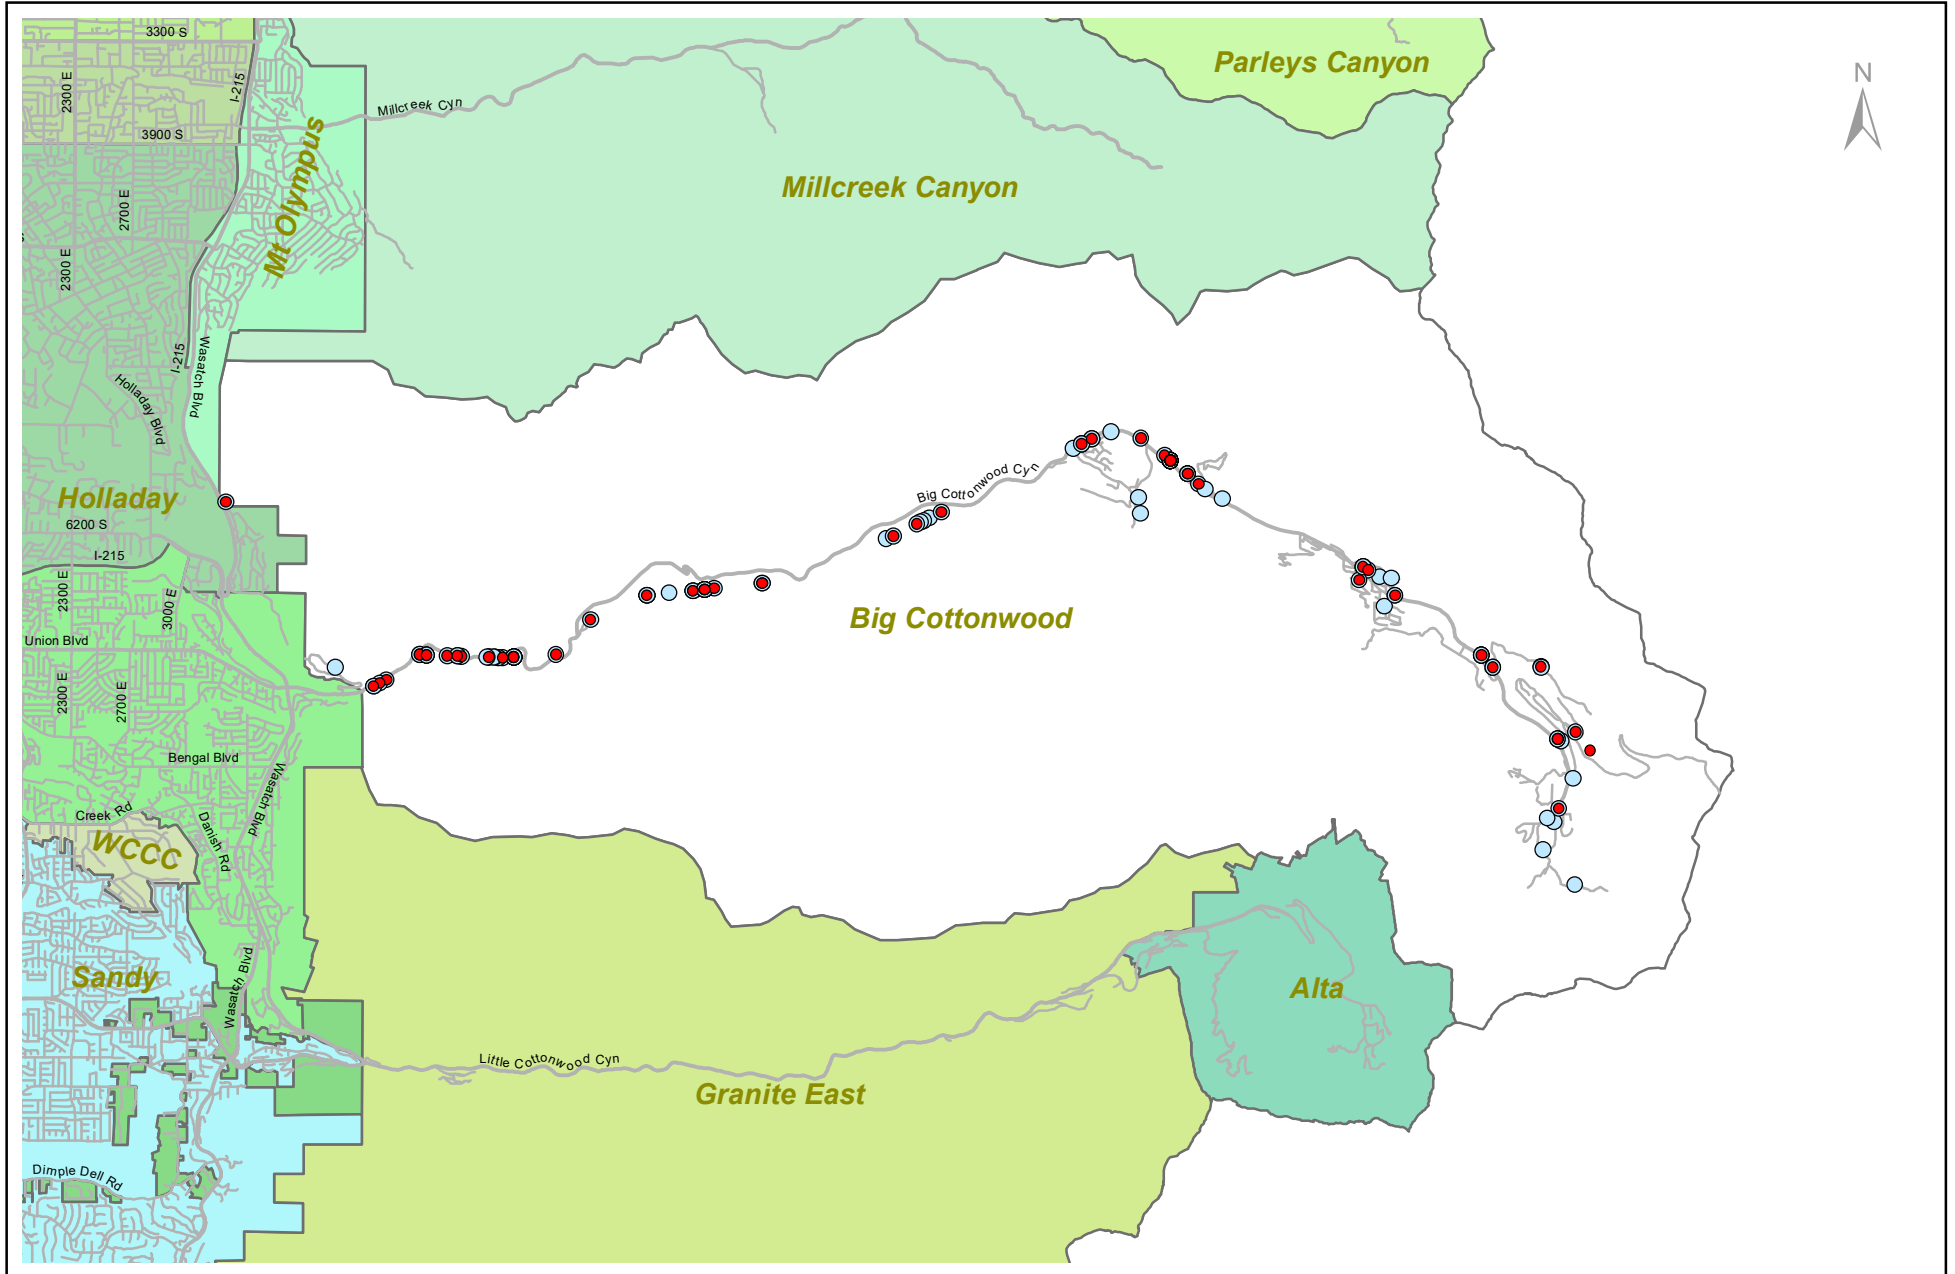 3300 S
Parleys Canyon
N
2300 E
I-215
Millcreek Cyn
3900 S
Mt Olympus
Millcreek Canyon
2700 E
2300 E
I-215
Wasatch Blvd
Holladay Blvd
Big Cottonwood Cyn
Holladay
6200 S
I-215
2300 E
3000 E
Big Cottonwood
Union Blvd
2300 E
2700 E
Bengal Blvd
Wasatch Blvd
Creek Rd
Danish Rd
WCCC
Sandy
Wasatch Blvd
Alta
Little Cottonwood Cyn
Granite East
Dimple Dell Rd